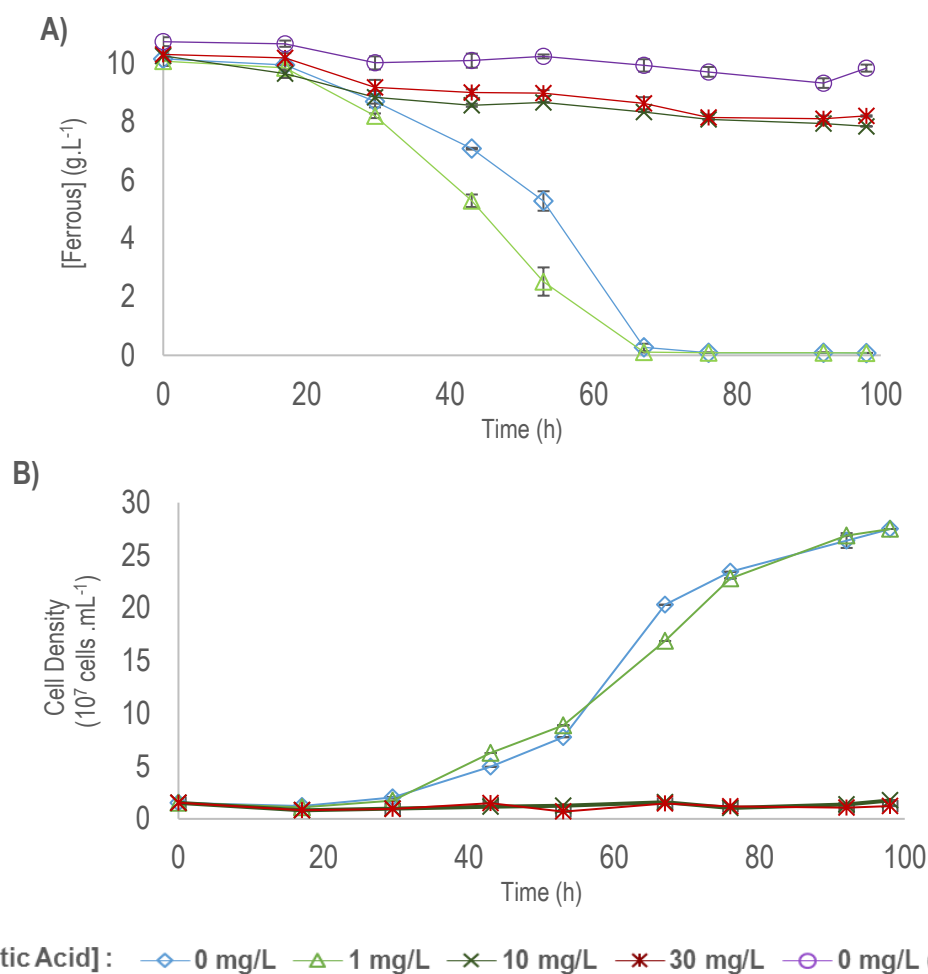 A)
10
8
6
4
2
0
[Ferrous] (g.L-1)
0 20 40 60 80 100
Time (h)
B)
30
25
20
15
10
5
0
Cell Density
(10⁷ cells .mL-1)
0 20 40 60 80 100
Time (h)
tic Acid] : 0 mg/L 1 mg/L 10 mg/L 30 mg/L 0 mg/L (